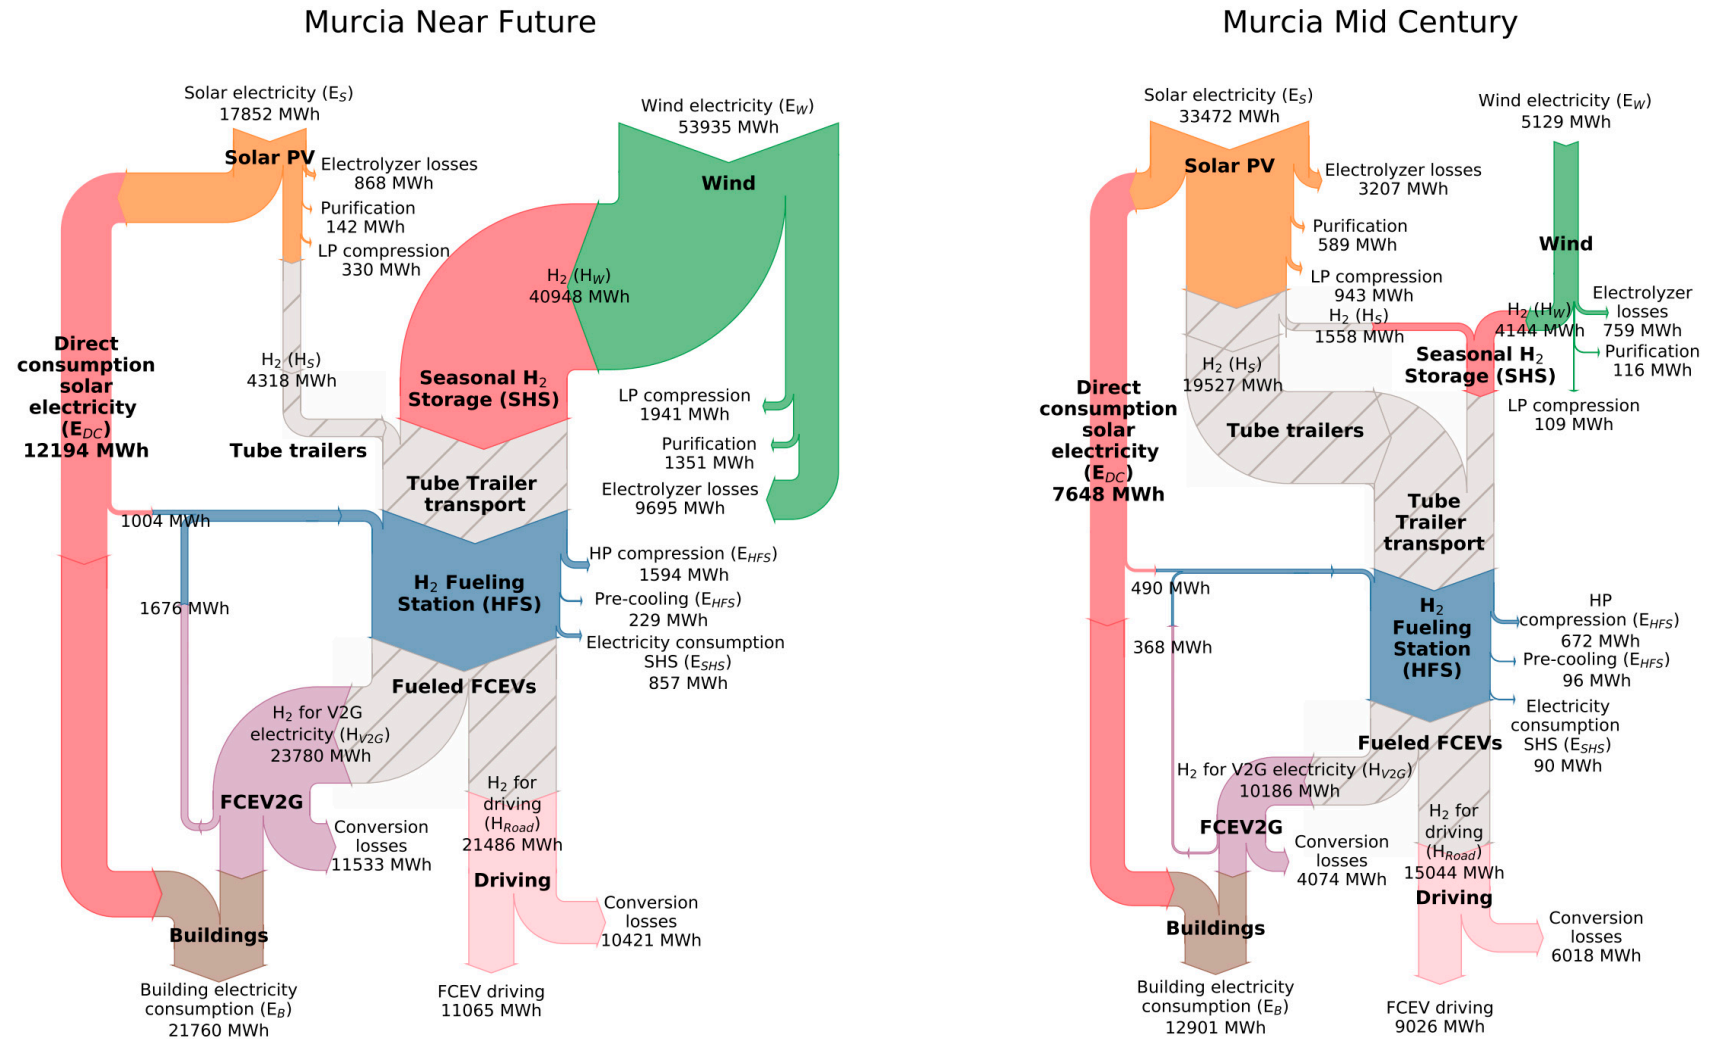 Murcia Near Future
Solar electricity (E_S)
17852 MWh
Solar PV
Electrolyzer losses
868 MWh
Purification
142 MWh
LP compression
330 MWh
Wind electricity (E_W)
53935 MWh
Wind
H₂ (H_W)
40948 MWh
Direct
consumption
solar
electricity
(E_DC)
12194 MWh
H₂ (H_S)
4318 MWh
Seasonal H₂
Storage (SHS)
LP compression
1941 MWh
Purification
1351 MWh
Electrolyzer losses
9695 MWh
Tube trailers
Tube Trailer
transport
1004 MWh
1676 MWh
H₂ Fueling
Station (HFS)
HP compression (E_HFS)
1594 MWh
Pre-cooling (E_HFS)
229 MWh
Electricity consumption
SHS (E_SHS)
857 MWh
Fueled FCEVs
H₂ for V2G
electricity (H_V2G)
23780 MWh
FCEV2G
Conversion
losses
11533 MWh
H₂ for
driving
(H_Road)
21486 MWh
Driving
Conversion
losses
10421 MWh
Buildings
Building electricity
consumption (E_B)
21760 MWh
FCEV driving
11065 MWh
Murcia Mid Century
Solar electricity (E_S)
33472 MWh
Solar PV
Electrolyzer losses
3207 MWh
Purification
589 MWh
LP compression
943 MWh
H₂ (H_S)
1558 MWh
Wind electricity (E_W)
5129 MWh
Wind
H₂ (H_W)
4144 MWh
Electrolyzer
losses
759 MWh
Purification
116 MWh
LP compression
109 MWh
Seasonal H₂
Storage (SHS)
H₂ (H_S)
19527 MWh
Direct
consumption
solar
electricity
(E_DC)
7648 MWh
Tube trailers
Tube
Trailer
transport
490 MWh
368 MWh
H₂
Fueling
Station
(HFS)
HP
compression (E_HFS)
672 MWh
Pre-cooling (E_HFS)
96 MWh
Electricity
consumption
SHS (E_SHS)
90 MWh
Fueled FCEVs
H₂ for V2G electricity (H_V2G)
10186 MWh
FCEV2G
Conversion
losses
4074 MWh
H₂ for
driving
(H_Road)
15044 MWh
Driving
Conversion
losses
6018 MWh
Buildings
Building electricity
consumption (E_B)
12901 MWh
FCEV driving
9026 MWh